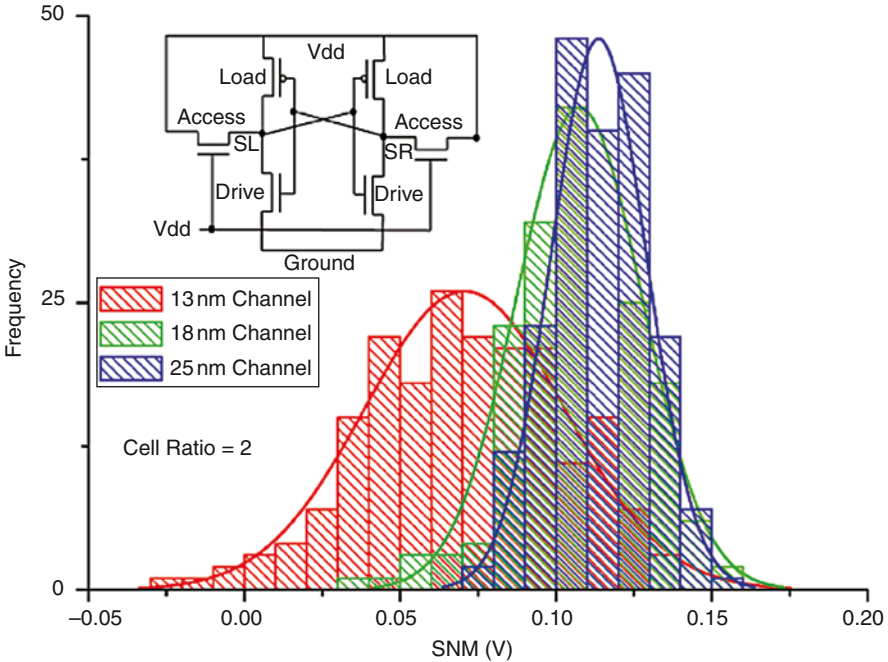 50
25
0
Frequency
Vdd
Load
Load
Access
Access
SL
SR
Drive
Drive
Vdd
Ground
13 nm Channel
18 nm Channel
25 nm Channel
Cell Ratio = 2
–0.05
0.00
0.05
0.10
0.15
0.20
SNM (V)